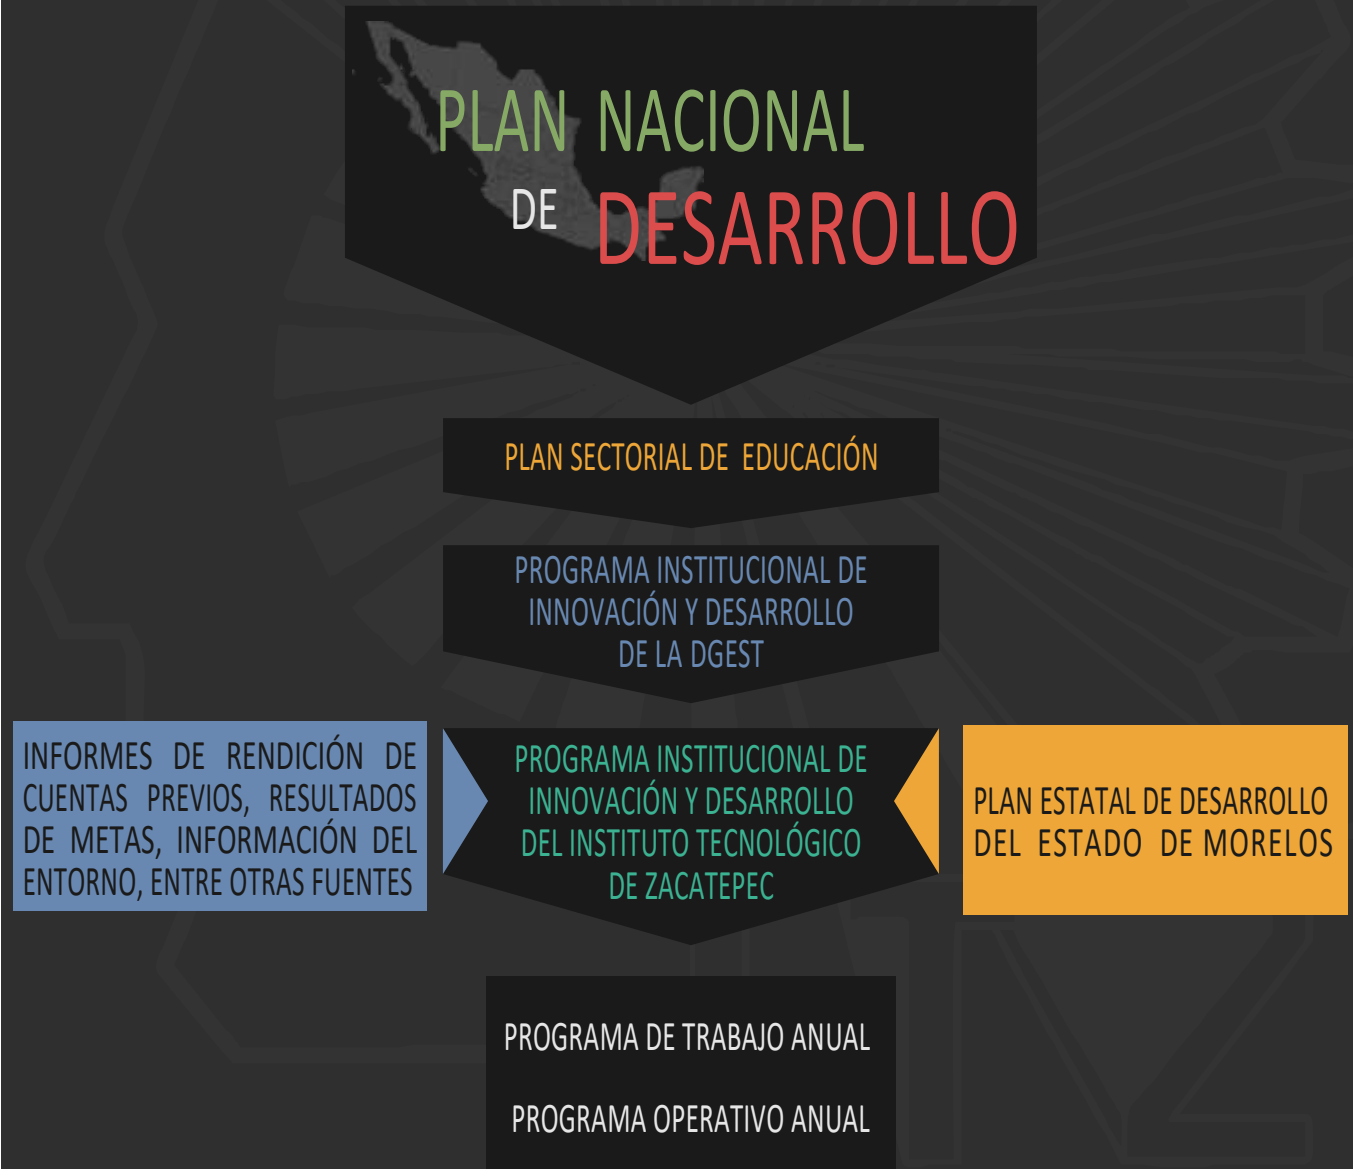 PLAN NACIONAL
DE DESARROLLO
PLAN SECTORIAL DE EDUCACIÓN
PROGRAMA INSTITUCIONAL DE
INNOVACIÓN Y DESARROLLO
DE LA DGEST
INFORMES DE RENDICIÓN DE
CUENTAS PREVIOS, RESULTADOS
DE METAS, INFORMACIÓN DEL
ENTORNO, ENTRE OTRAS FUENTES
PROGRAMA INSTITUCIONAL DE
INNOVACIÓN Y DESARROLLO
DEL INSTITUTO TECNOLÓGICO
DE ZACATEPEC
PLAN ESTATAL DE DESARROLLO
DEL ESTADO DE MORELOS
PROGRAMA DE TRABAJO ANUAL
PROGRAMA OPERATIVO ANUAL